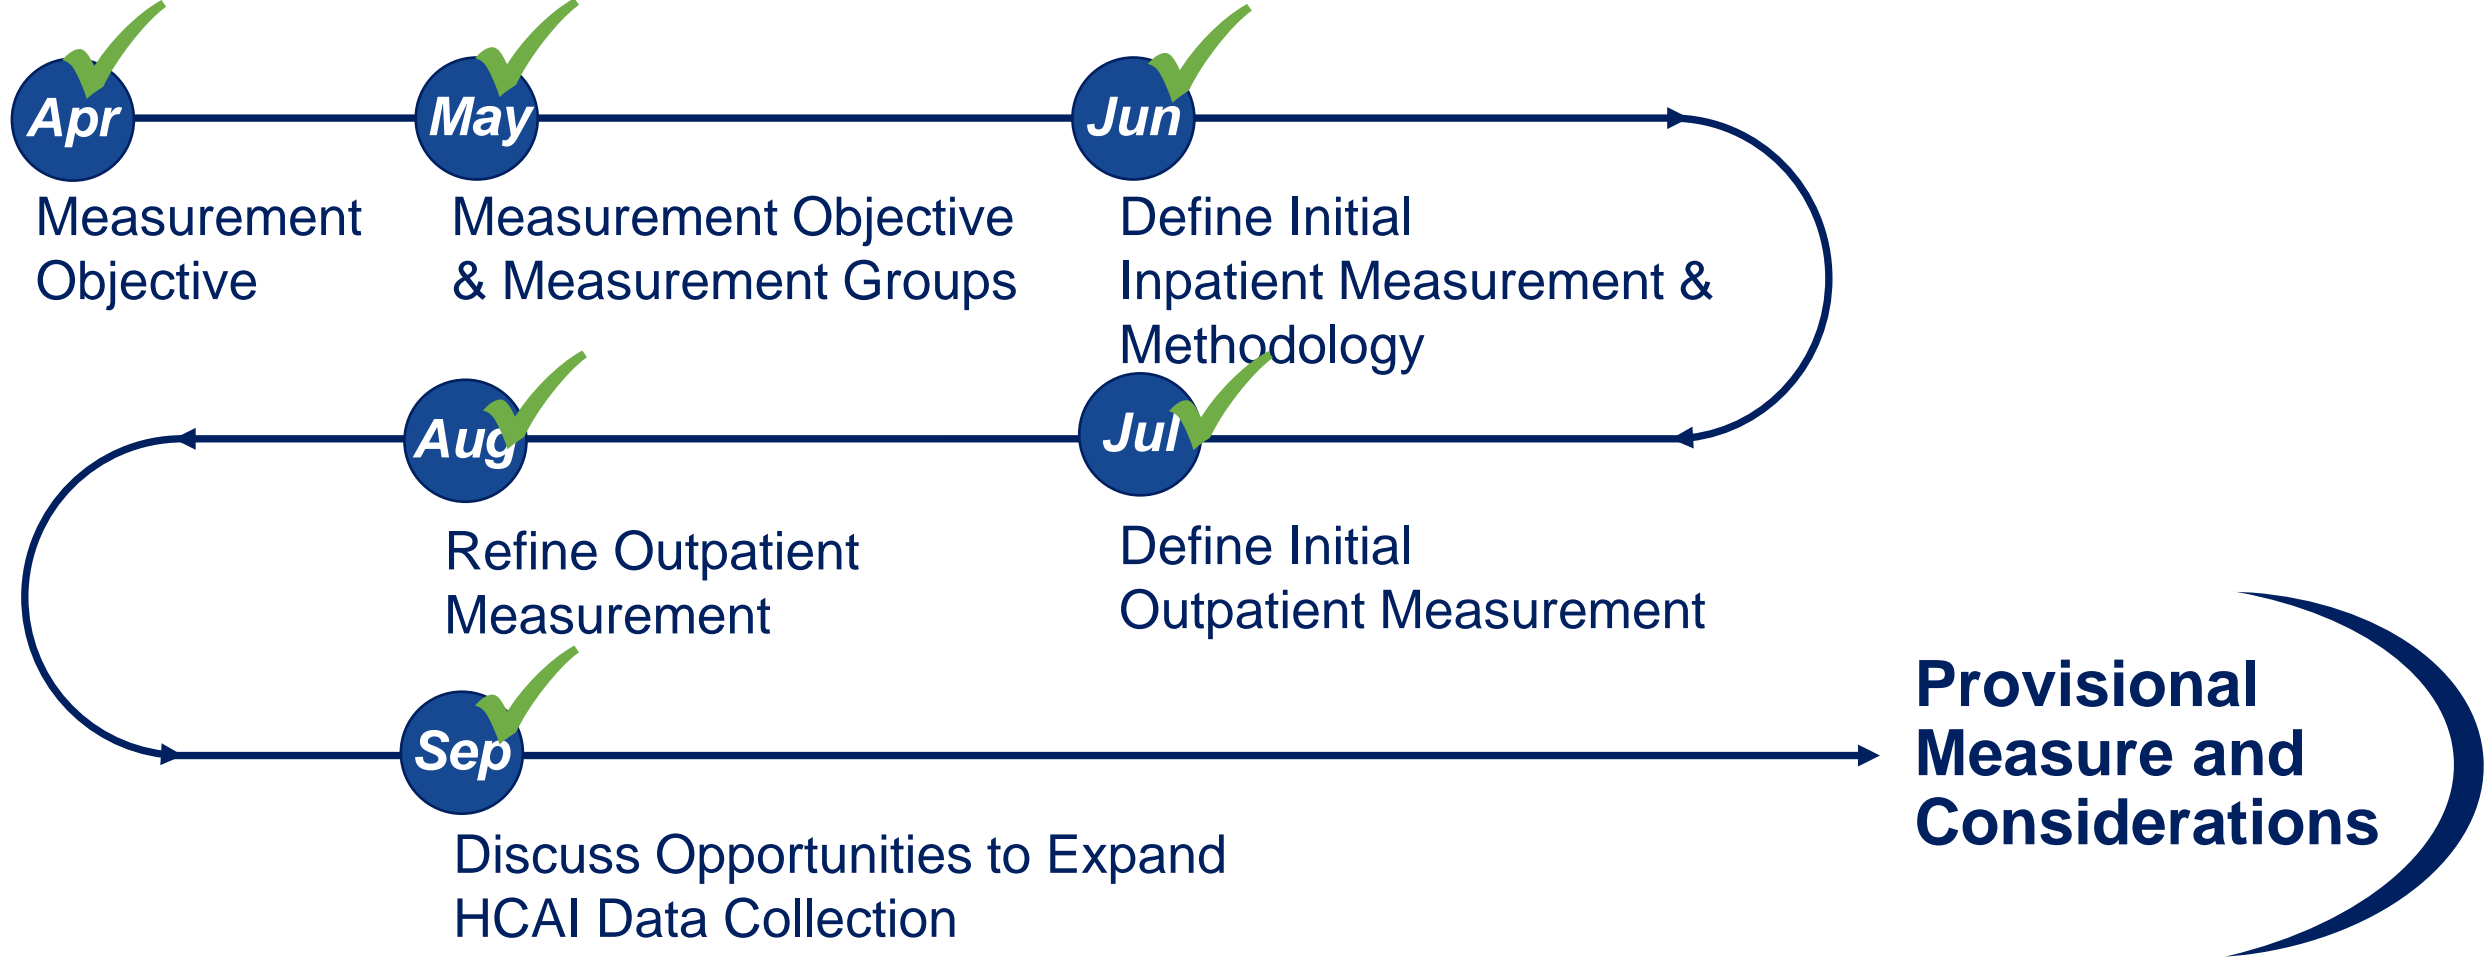 Apr
Measurement
Objective
May
Measurement Objective
& Measurement Groups
Jun
Define Initial
Inpatient Measurement &
Methodology
Jul
Define Initial
Outpatient Measurement
Aug
Refine Outpatient
Measurement
Sep
Discuss Opportunities to Expand
HCAI Data Collection
Provisional
Measure and
Considerations